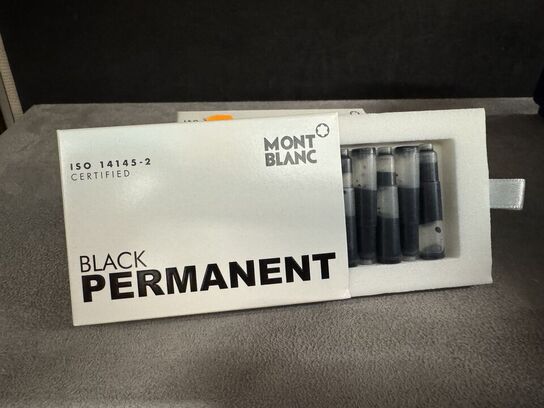 ISO 14145-2
CERTIFIED
MONT
BLANC
BLACK
PERMANENT